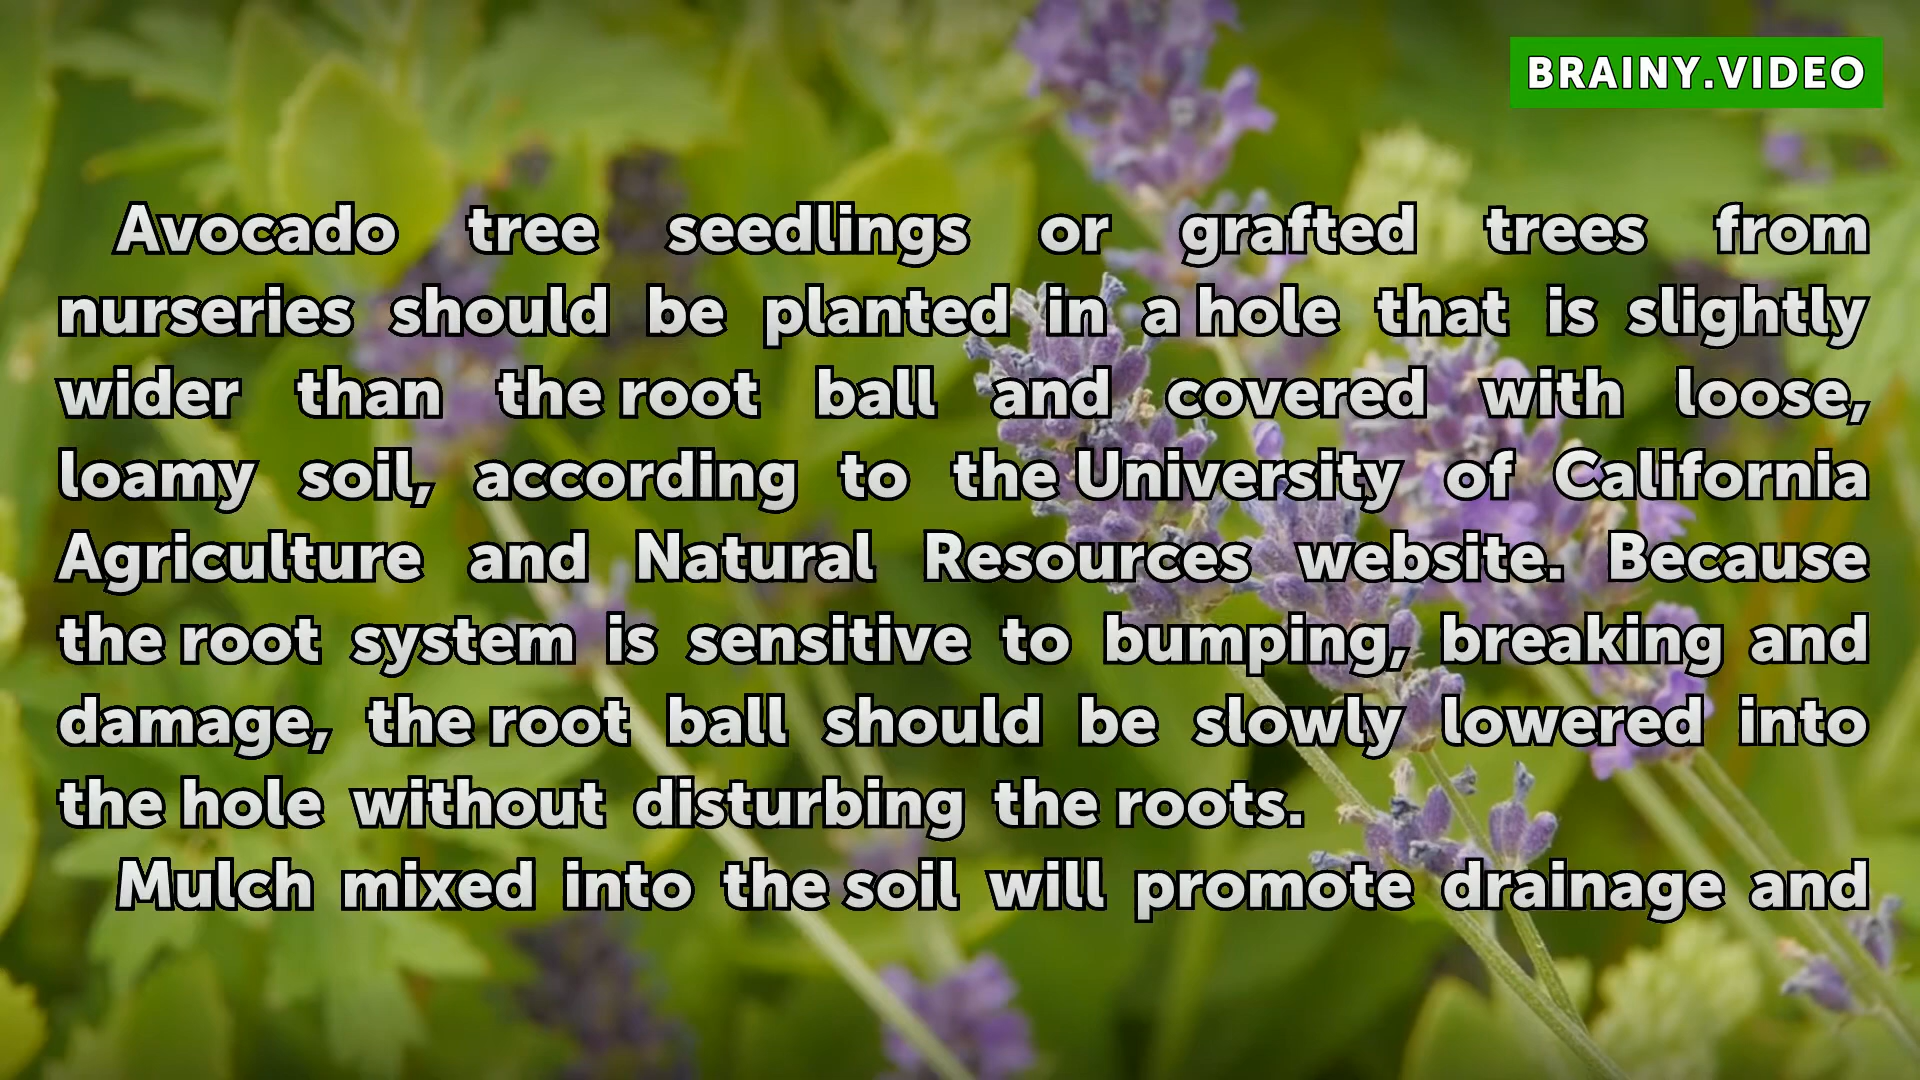 BRAINY.VIDEO
Avocado tree seedlings or grafted trees from
nurseries should be planted in a hole that is slightly
wider than the root ball and covered with loose,
loamy soil, according to the University of California
Agriculture and Natural Resources website. Because
the root system is sensitive to bumping, breaking and
damage, the root ball should be slowly lowered into
the hole without disturbing the roots.
Mulch mixed into the soil will promote drainage and